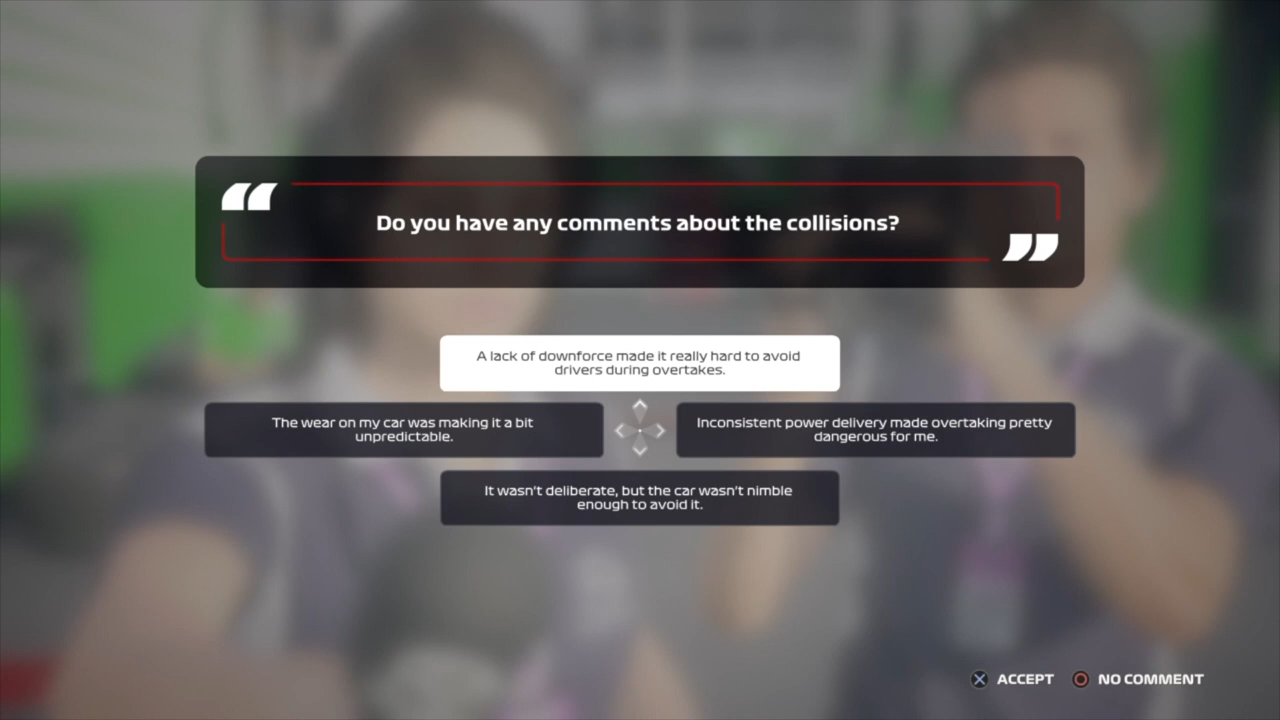 Do you have any comments about the collisions?
A lack of downforce made it really hard to avoid
drivers during overtakes.
The wear on my car was making it a bit
unpredictable.
Inconsistent power delivery made overtaking pretty
dangerous for me.
It wasn't deliberate, but the car wasn't nimble
enough to avoid it.
ACCEPT
NO COMMENT